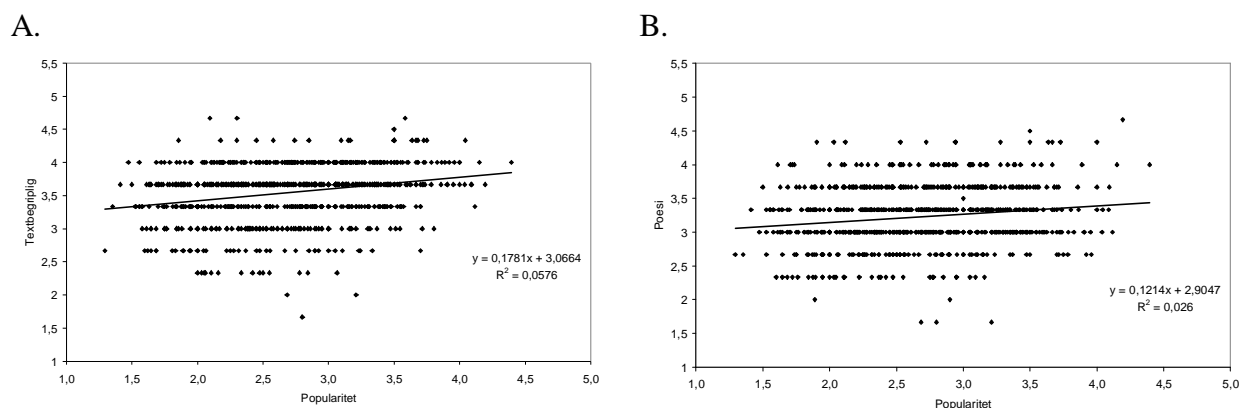 A.
5,5
5
4,5
4
3,5
3
2,5
2
1,5
1
Textbegriplig
y = 0,1781x + 3,0664
R² = 0,0576
1,0 1,5 2,0 2,5 3,0 3,5 4,0 4,5 5,0
Popularitet
B.
5,5
5
4,5
4
3,5
3
2,5
2
1,5
1
Poesi
y = 0,1214x + 2,9047
R² = 0,026
1,0 1,5 2,0 2,5 3,0 3,5 4,0 4,5 5,0
Popularitet